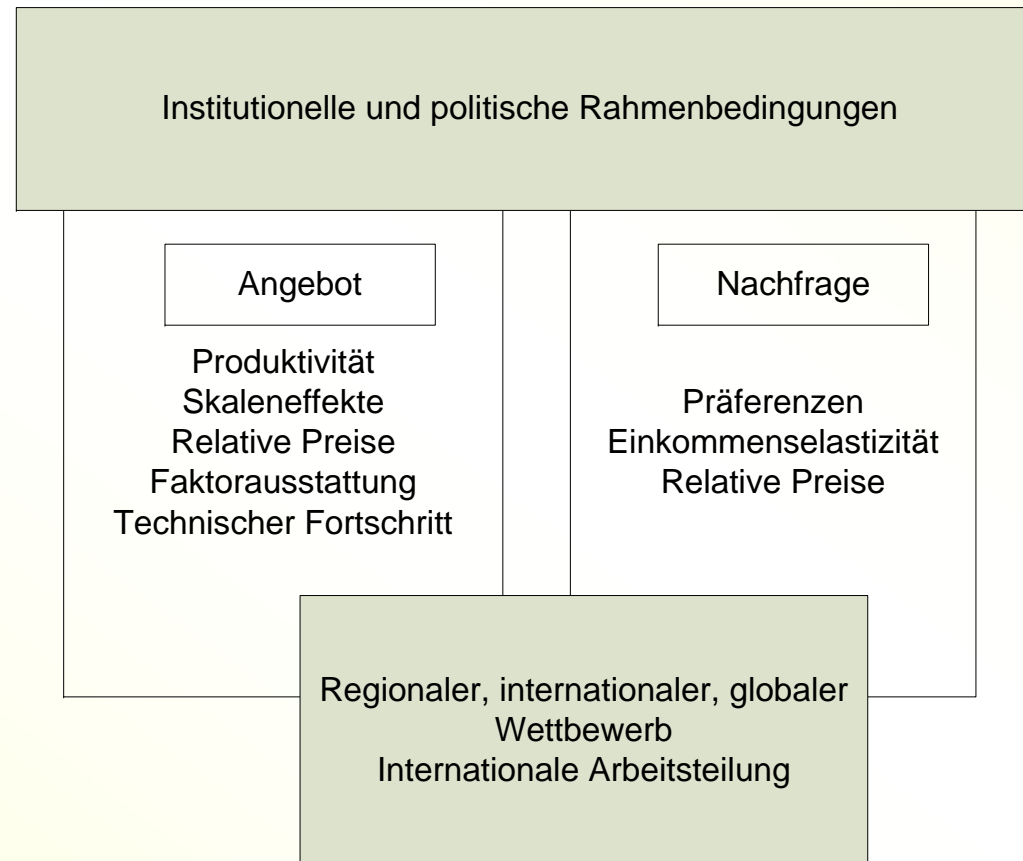 Institutionelle und politische Rahmenbedingungen
Angebot
Produktivität
Skaleneffekte
Relative Preise
Faktorausstattung
Technischer Fortschritt
Nachfrage
Präferenzen
Einkommenselastizität
Relative Preise
Regionaler, internationaler, globaler
Wettbewerb
Internationale Arbeitsteilung